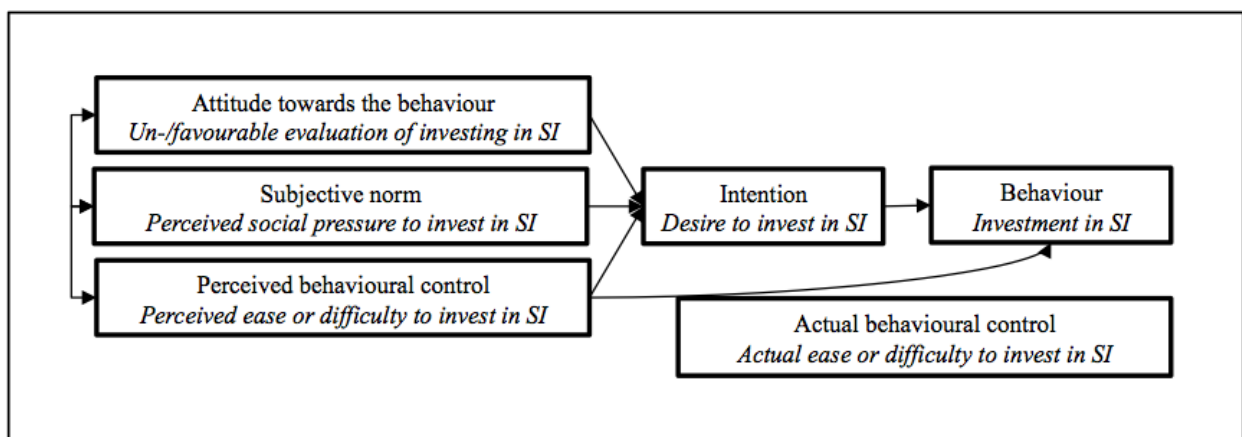 Attitude towards the behaviour
Un-/favourable evaluation of investing in SI
Subjective norm
Perceived social pressure to invest in SI
Perceived behavioural control
Perceived ease or difficulty to invest in SI
Intention
Desire to invest in SI
Behaviour
Investment in SI
Actual behavioural control
Actual ease or difficulty to invest in SI